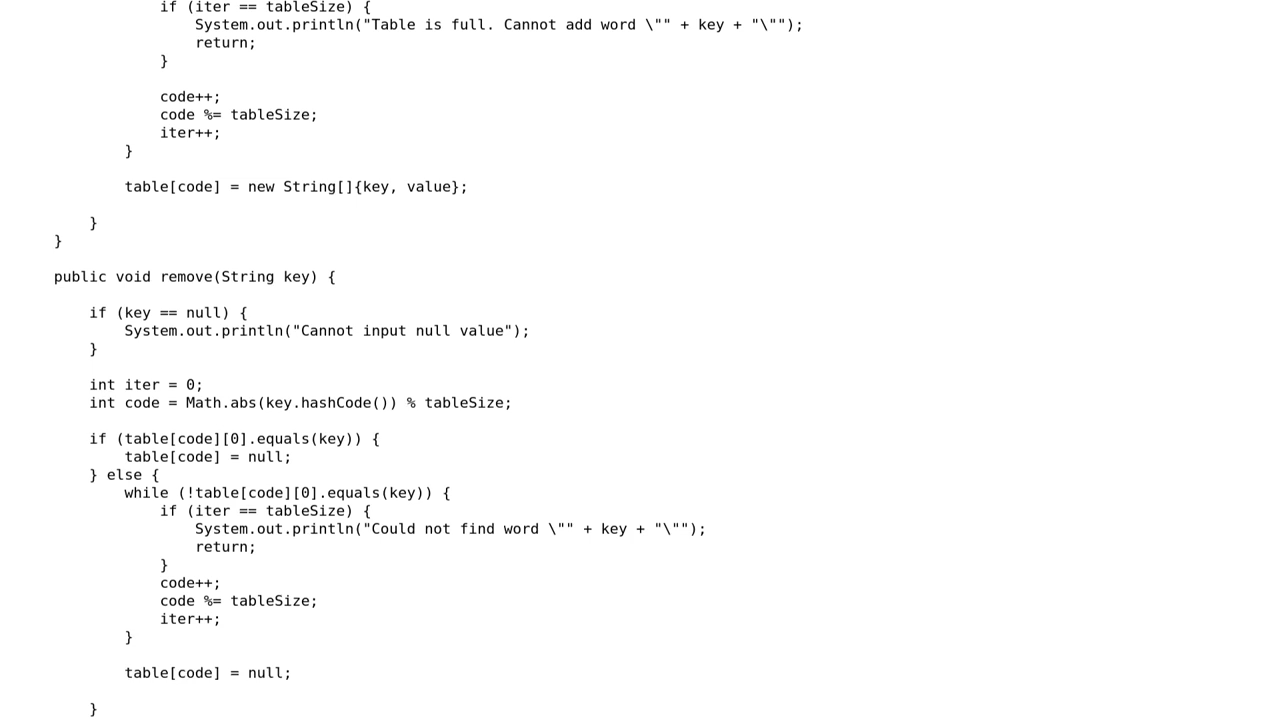 if (iter == tableSize) {
System.out.println("Table is full. Cannot add word \"" + key + "\"");
return;
}
code++;
code %= tableSize;
iter++;
}
table[code] = new String[]{key, value};
}
}
public void remove(String key) {
if (key == null) {
System.out.println("Cannot input null value");
}
int iter = 0;
int code = Math.abs(key.hashCode()) % tableSize;
if (table[code][0].equals(key)) {
table[code] = null;
} else {
while (!table[code][0].equals(key)) {
if (iter == tableSize) {
System.out.println("Could not find word \"" + key + "\"");
return;
}
code++;
code %= tableSize;
iter++;
}
table[code] = null;
}